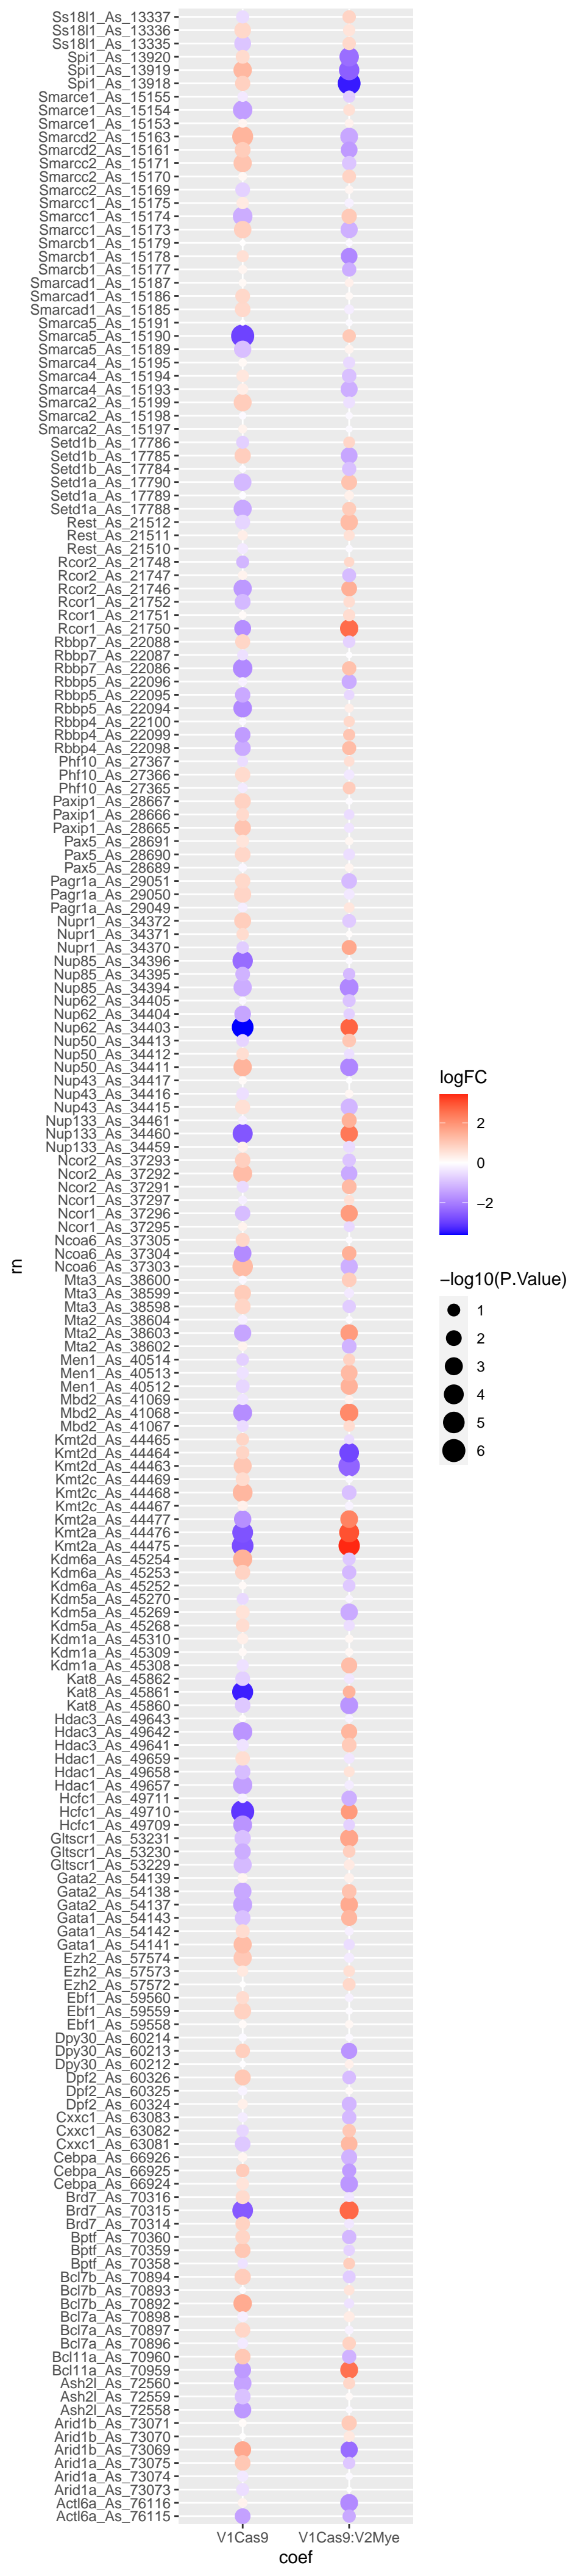 Ss18l1_As_13337
Ss18l1_As_13336
Ss18l1_As_13335
Spi1_As_13920
Spi1_As_13919
Spi1_As_13918
Smarce1_As_15155
Smarce1_As_15154
Smarce1_As_15153
Smarcd2_As_15163
Smarcd2_As_15161
Smarcc2_As_15171
Smarcc2_As_15170
Smarcc2_As_15169
Smarcc1_As_15175
Smarcc1_As_15174
Smarcc1_As_15173
Smarcb1_As_15179
Smarcb1_As_15178
Smarcb1_As_15177
Smarcad1_As_15187
Smarcad1_As_15186
Smarcad1_As_15185
Smarca5_As_15191
Smarca5_As_15190
Smarca5_As_15189
Smarca4_As_15195
Smarca4_As_15194
Smarca4_As_15193
Smarca2_As_15199
Smarca2_As_15198
Smarca2_As_15197
Setd1b_As_17786
Setd1b_As_17785
Setd1b_As_17784
Setd1a_As_17790
Setd1a_As_17789
Setd1a_As_17788
Rest_As_21512
Rest_As_21511
Rest_As_21510
Rcor2_As_21748
Rcor2_As_21747
Rcor2_As_21746
Rcor1_As_21752
Rcor1_As_21751
Rcor1_As_21750
Rbbp7_As_22088
Rbbp7_As_22087
Rbbp7_As_22086
Rbbp5_As_22096
Rbbp5_As_22095
Rbbp5_As_22094
Rbbp4_As_22100
Rbbp4_As_22099
Rbbp4_As_22098
Phf10_As_27367
Phf10_As_27366
Phf10_As_27365
Paxip1_As_28667
Paxip1_As_28666
Paxip1_As_28665
Pax5_As_28691
Pax5_As_28690
Pax5_As_28689
Pagr1a_As_29051
Pagr1a_As_29050
Pagr1a_As_29049
Nupr1_As_34372
Nupr1_As_34371
Nupr1_As_34370
Nup85_As_34396
Nup85_As_34395
Nup85_As_34394
Nup62_As_34405
Nup62_As_34404
Nup62_As_34403
Nup50_As_34413
Nup50_As_34412
Nup50_As_34411
Nup43_As_34417
Nup43_As_34416
Nup43_As_34415
Nup133_As_34461
Nup133_As_34460
Nup133_As_34459
Ncor2_As_37293
Ncor2_As_37292
Ncor2_As_37291
Ncor1_As_37297
Ncor1_As_37296
Ncor1_As_37295
Ncoa6_As_37305
Ncoa6_As_37304
Ncoa6_As_37303
Mta3_As_38600
Mta3_As_38599
Mta3_As_38598
Mta2_As_38604
Mta2_As_38603
Mta2_As_38602
Men1_As_40514
Men1_As_40513
Men1_As_40512
Mbd2_As_41069
Mbd2_As_41068
Mbd2_As_41067
Kmt2d_As_44465
Kmt2d_As_44464
Kmt2d_As_44463
Kmt2c_As_44469
Kmt2c_As_44468
Kmt2c_As_44467
Kmt2a_As_44477
Kmt2a_As_44476
Kmt2a_As_44475
Kdm6a_As_45254
Kdm6a_As_45253
Kdm6a_As_45252
Kdm5a_As_45270
Kdm5a_As_45269
Kdm5a_As_45268
Kdm1a_As_45310
Kdm1a_As_45309
Kdm1a_As_45308
Kat8_As_45862
Kat8_As_45861
Kat8_As_45860
Hdac3_As_49643
Hdac3_As_49642
Hdac3_As_49641
Hdac1_As_49659
Hdac1_As_49658
Hdac1_As_49657
Hcfc1_As_49711
Hcfc1_As_49710
Hcfc1_As_49709
Gltscr1_As_53231
Gltscr1_As_53230
Gltscr1_As_53229
Gata2_As_54139
Gata2_As_54138
Gata2_As_54137
Gata1_As_54143
Gata1_As_54142
Gata1_As_54141
Ezh2_As_57574
Ezh2_As_57573
Ezh2_As_57572
Ebf1_As_59560
Ebf1_As_59559
Ebf1_As_59558
Dpy30_As_60214
Dpy30_As_60213
Dpy30_As_60212
Dpf2_As_60326
Dpf2_As_60325
Dpf2_As_60324
Cxxc1_As_63083
Cxxc1_As_63082
Cxxc1_As_63081
Cebpa_As_66926
Cebpa_As_66925
Cebpa_As_66924
Brd7_As_70316
Brd7_As_70315
Brd7_As_70314
Bptf_As_70360
Bptf_As_70359
Bptf_As_70358
Bcl7b_As_70894
Bcl7b_As_70893
Bcl7b_As_70892
Bcl7a_As_70898
Bcl7a_As_70897
Bcl7a_As_70896
Bcl11a_As_70960
Bcl11a_As_70959
Ash2l_As_72560
Ash2l_As_72559
Ash2l_As_72558
Arid1b_As_73071
Arid1b_As_73070
Arid1b_As_73069
Arid1a_As_73075
Arid1a_As_73074
Arid1a_As_73073
Actl6a_As_76116
Actl6a_As_76115
V1Cas9
V1Cas9:V2Mye
coef
rn
logFC
2
0
−2
−log10(P.Value)
1
2
3
4
5
6